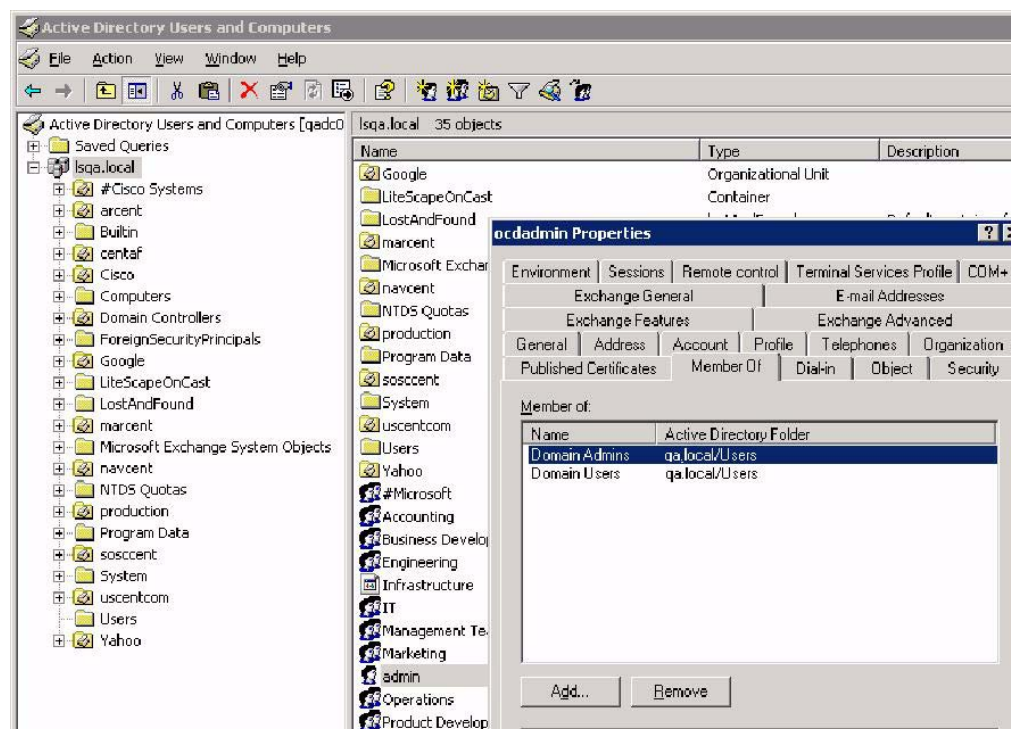 Active Directory Users and Computers
File Action View Window Help
Active Directory Users and Computers [qadc0
Saved Queries
lsqa.local
#Cisco Systems
arcent
Builtin
centaf
Cisco
Computers
Domain Controllers
ForeignSecurityPrincipals
Google
LiteScapeOnCast
LostAndFound
marcent
Microsoft Exchange System Objects
navcent
NTDS Quotas
production
Program Data
sosccent
System
uscentcom
Users
Yahoo
lsqa.local 35 objects
Name Type Description
Google Organizational Unit
LiteScapeOnCast Container
LostAndFound
marcent
Microsoft Exchan
navcent
NTDS Quotas
production
Program Data
sosccent
System
uscentcom
Users
Yahoo
#Microsoft
Accounting
Business Develo
Engineering
Infrastructure
IT
Management Te
Marketing
admin
Operations
Product Develop
ocdadmin Properties
Environment Sessions Remote control Terminal Services Profile COM+
Exchange General E-mail Addresses
Exchange Features Exchange Advanced
General Address Account Profile Telephones Organization
Published Certificates Member Of Dial-in Object Security
Member of:
Name Active Directory Folder
Domain Admins qa.local/Users
Domain Users qa.local/Users
Add... Remove